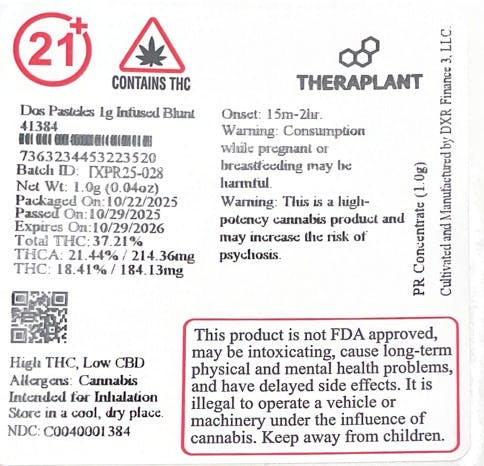 21+
CONTAINS THC
THERAPLANT
Dos Pasteles 1g Infused Blunt
41384
7363234453223520
Batch ID: IXPR25-028
Net Wt: 1.0g (0.04oz)
Packaged On: 10/22/2025
Passed On: 10/29/2025
Expires On: 10/29/2026
Total THC: 37.21%
THCA: 21.44% / 214.36mg
THC: 18.41% / 184.13mg
Onset: 15m-2hr.
Warning: Consumption
while pregnant or
breastfeeding may be
harmful.
Warning: This is a high-
potency cannabis product and
may increase the risk of
psychosis.
PR Concentrate (1.0g)
Cultivated and Manufactured by DXR Finance 3, LLC.
High THC, Low CBD
Allergens: Cannabis
Intended for Inhalation
Store in a cool, dry place.
NDC: C0040001384
This product is not FDA approved,
may be intoxicating, cause long-term
physical and mental health problems,
and have delayed side effects. It is
illegal to operate a vehicle or
machinery under the influence of
cannabis. Keep away from children.